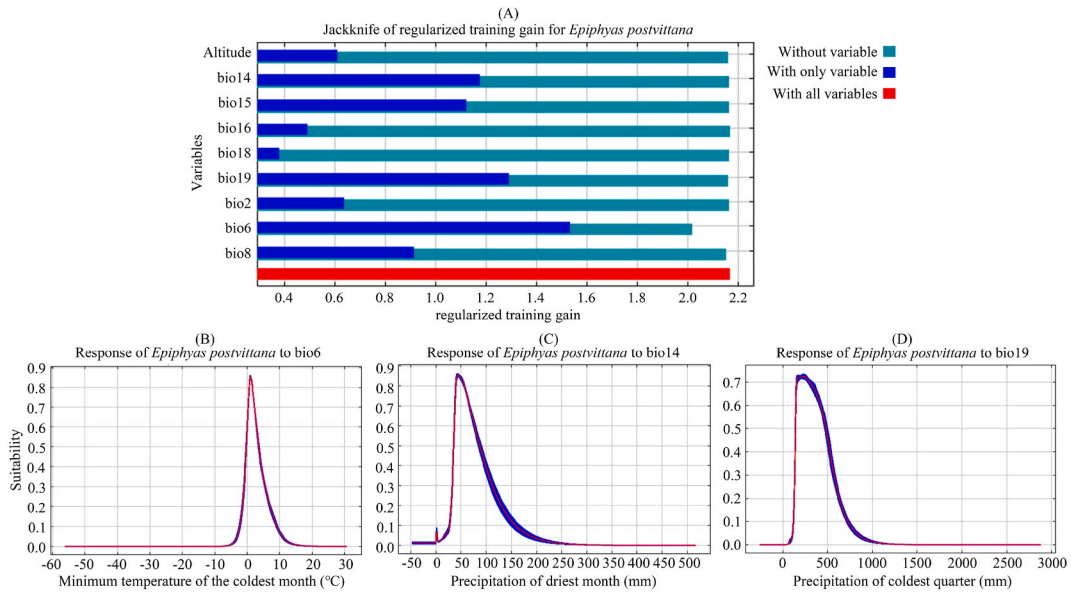 (A)
Jackknife of regularized training gain for Epiphyas postvittana
Altitude
bio14
bio15
bio16
bio18
bio19
bio2
bio6
bio8
Variables
0.4 0.6 0.8 1.0 1.2 1.4 1.6 1.8 2.0 2.2
regularized training gain
Without variable
With only variable
With all variables
(B)
Response of Epiphyas postvittana to bio6
Suitability
0.9
0.8
0.7
0.6
0.5
0.4
0.3
0.2
0.1
0.0
-60 -50 -40 -30 -20 -10 0 10 20 30
Minimum temperature of the coldest month (°C)
(C)
Response of Epiphyas postvittana to bio14
0.9
0.8
0.7
0.6
0.5
0.4
0.3
0.2
0.1
0.0
-50 0 50 100 150 200 250 300 350 400 450 500
Precipitation of driest month (mm)
(D)
Response of Epiphyas postvittana to bio19
0.7
0.6
0.5
0.4
0.3
0.2
0.1
0.0
0 500 1000 1500 2000 2500 3000
Precipitation of coldest quarter (mm)